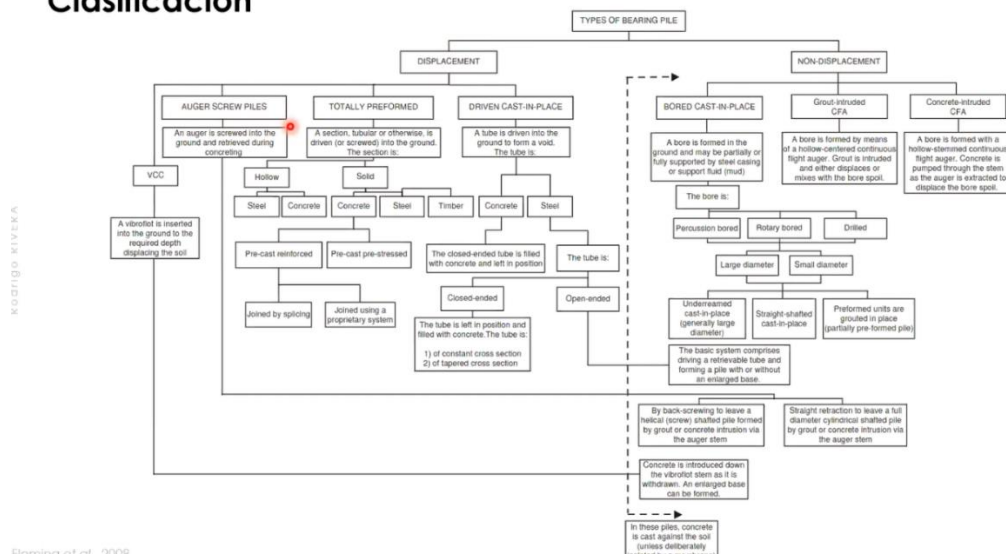 Clasificación
TYPES OF BEARING PILE
DISPLACEMENT
NON-DISPLACEMENT
AUGER SCREW PILES
TOTALLY PREFORMED
DRIVEN CAST-IN-PLACE
BORED CAST-IN-PLACE
Grout-intruded
CFA
Concrete-intruded
CFA
An auger is screwed into the
ground and retrieved during
concreting
A section, tubular or otherwise, is
driven (or screwed) into the ground.
The section is:
A tube is driven into the
ground to form a void.
The tube is:
A bore is formed in the
ground and may be partially or
fully supported by steel casing
or support fluid (mud)
A bore is formed by means
of a hollow-centered continuous
flight auger. Grout is intruded
and either displaces or
mixes with the bore spoil.
A bore is formed with a
hollow-stemmed continuous
flight auger. Concrete is
pumped through the stem
as the auger is extracted to
displace the bore spoil.
VCC
Hollow
Solid
The bore is:
Steel
Concrete
Concrete
Steel
Timber
Concrete
Steel
A vibroflot is inserted
into the ground to the
required depth
displacing the soil
Percussion bored
Rotary bored
Drilled
Pre-cast reinforced
Pre-cast pre-stressed
The closed-ended tube is filled
with concrete and left in position
The tube is:
Large diameter
Small diameter
Closed-ended
Open-ended
Joined by splicing
Joined using a
proprietary system
Underreamed
cast-in-place
(generally large
diameter)
Straight-shafted
cast-in-place
Preformed units are
grouted in place
(partially pre-formed pile)
The tube is left in position and
filled with concrete.The tube is:
1) of constant cross section
2) of tapered cross section
The basic system comprises
driving a retrievable tube and
forming a pile with or without
an enlarged base.
By back-screwing to leave a
helical (screw) shafted pile formed
by grout or concrete intrusion via
the auger stem
Straight retraction to leave a full
diameter cylindrical shafted pile
by grout or concrete intrusion via
the auger stem
Concrete is introduced down
the vibroflot stem as it is
withdrawn. An enlarged base
can be formed.
In these piles, concrete
is cast against the soil
(unless deliberately
Fleming et al., 2008